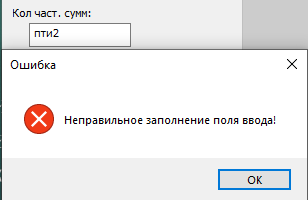 Кол част. сумм:
пти2
Ошибка
Неправильное заполнение поля ввода!
OK